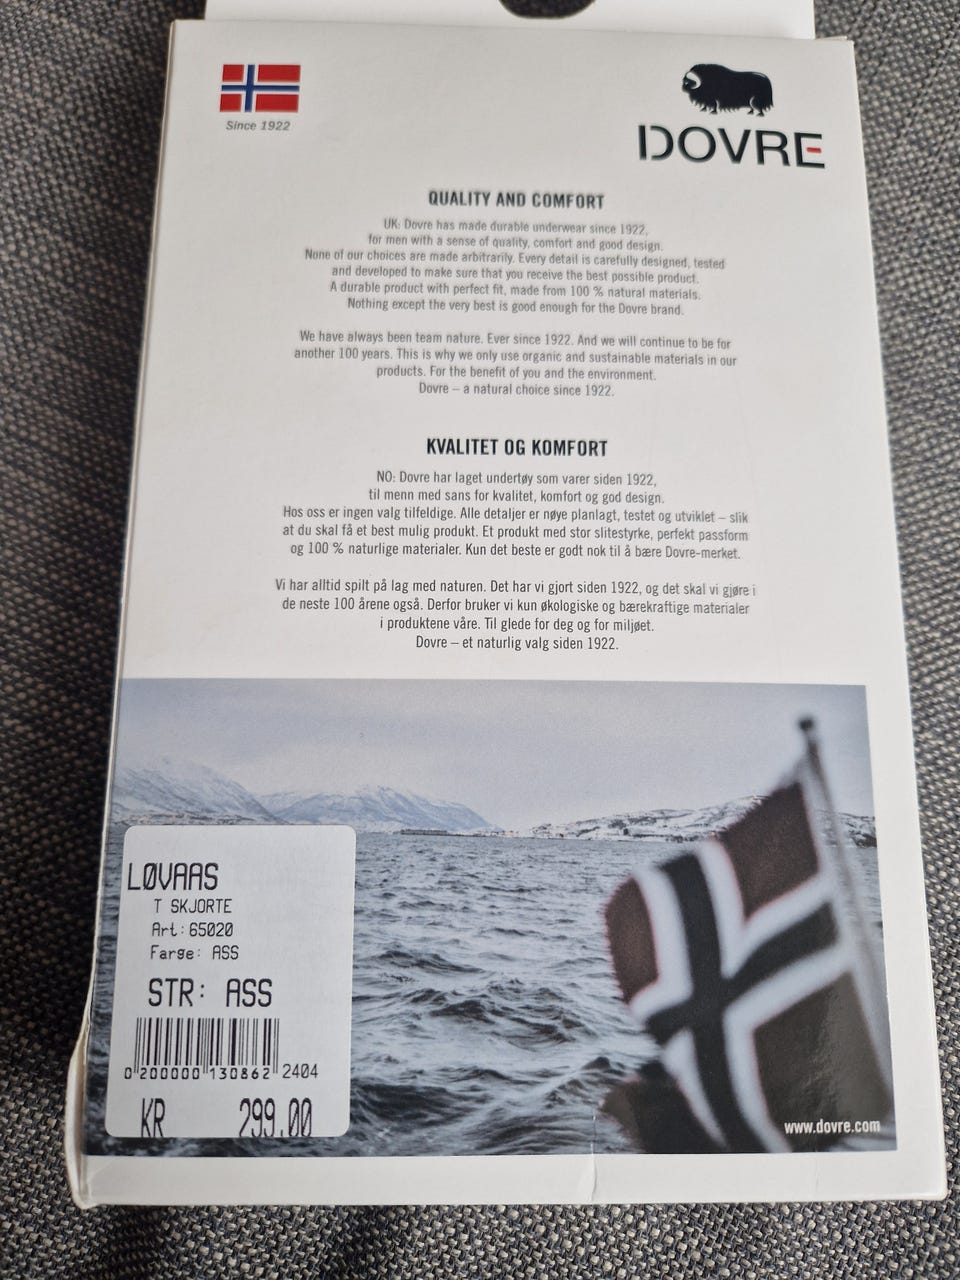 Since 1922
DOVRE
QUALITY AND COMFORT
UK: Dovre has made durable underwear since 1922,
for men with a sense of quality, comfort and good design.
None of our choices are made arbitrarily. Every detail is carefully designed, tested
and developed to make sure that you receive the best possible product.
A durable product with perfect fit, made from 100 % natural materials.
Nothing except the very best is good enough for the Dovre brand.
We have always been team nature. Ever since 1922. And we will continue to be for
another 100 years. This is why we only use organic and sustainable materials in our
products. For the benefit of you and the environment.
Dovre – a natural choice since 1922.
KVALITET OG KOMFORT
NO: Dovre har laget undertøy som varer siden 1922,
til menn med sans for kvalitet, komfort og god design.
Hos oss er ingen valg tilfeldige. Alle detaljer er nøye planlagt, testet og utviklet – slik
at du skal få et best mulig produkt. Et produkt med stor slitestyrke, perfekt passform
og 100 % naturlige materialer. Kun det beste er godt nok til å bære Dovre-merket.
Vi har alltid spilt på lag med naturen. Det har vi gjort siden 1922, og det skal vi gjøre i
de neste 100 årene også. Derfor bruker vi kun økologiske og bærekraftige materialer
i produktene våre. Til glede for deg og for miljøet.
Dovre – et naturlig valg siden 1922.
LØVAAS
T SKJORTE
Art: 65020
Farge: ASS
STR: ASS
0 200000 130862 2404
KR 299.00
www.dovre.com